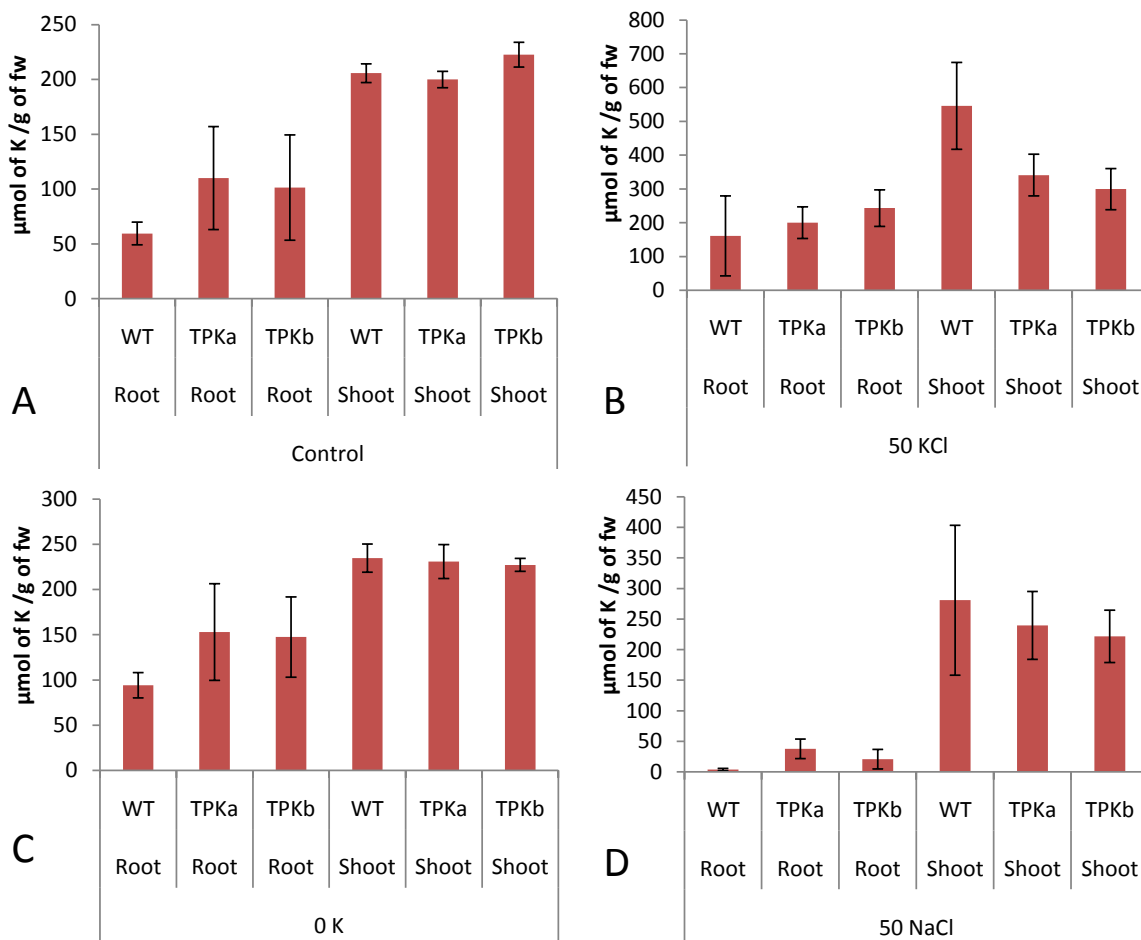 µmol of K /g of fw
250
200
150
100
50
0
WT TPKa TPKb WT TPKa TPKb
Root Root Root Shoot Shoot Shoot
Control
A
µmol of K /g of fw
800
700
600
500
400
300
200
100
0
WT TPKa TPKb WT TPKa TPKb
Root Root Root Shoot Shoot Shoot
50 KCl
B
µmol of K /g of fw
300
250
200
150
100
50
0
WT TPKa TPKb WT TPKa TPKb
Root Root Root Shoot Shoot Shoot
0 K
C
µmol of K /g of fw
450
400
350
300
250
200
150
100
50
0
WT TPKa TPKb WT TPKa TPKb
Root Root Root Shoot Shoot Shoot
50 NaCl
D